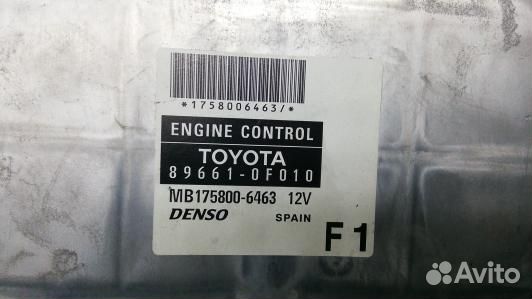 *1758006463/*
ENGINE CONTROL
TOYOTA
89661-0F010
MB175800-6463 12V
DENSO SPAIN
F1
Avito